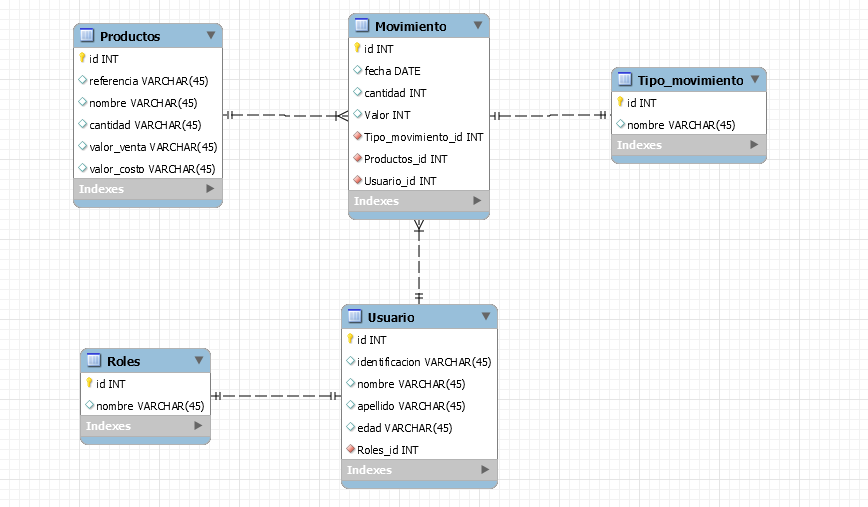 Productos
id INT
referencia VARCHAR(45)
nombre VARCHAR(45)
cantidad VARCHAR(45)
valor_venta VARCHAR(45)
valor_costo VARCHAR(45)
Indexes
Movimiento
id INT
fecha DATE
cantidad INT
Valor INT
Tipo_movimiento_id INT
Productos_id INT
Usuario_id INT
Indexes
Tipo_movimiento
id INT
nombre VARCHAR(45)
Indexes
Roles
id INT
nombre VARCHAR(45)
Indexes
Usuario
id INT
identificacion VARCHAR(45)
nombre VARCHAR(45)
apellido VARCHAR(45)
edad VARCHAR(45)
Roles_id INT
Indexes